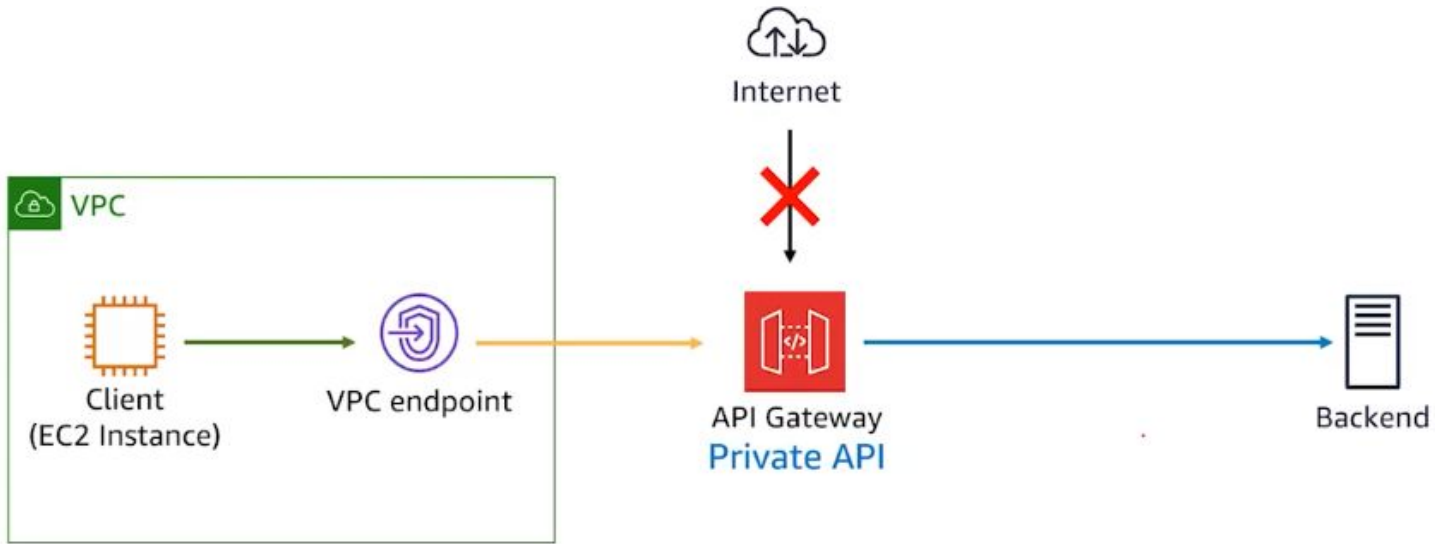 Internet
VPC
Client
(EC2 Instance)
VPC endpoint
</>
API Gateway
Private API
Backend